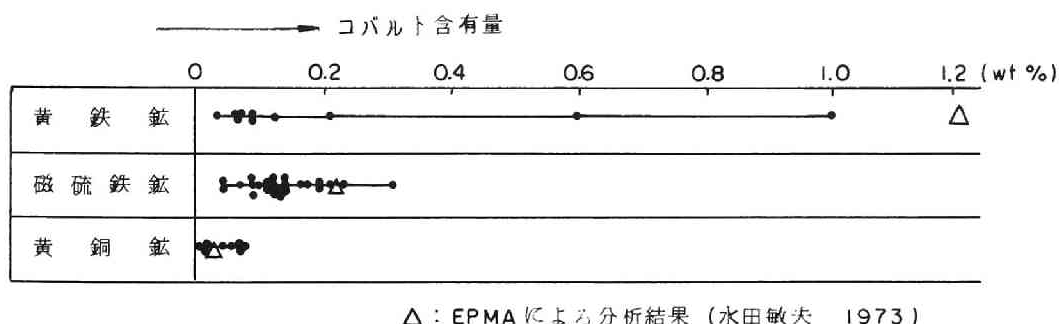 コバルト含有量
0 0.2 0.4 0.6 0.8 1.0 1.2 (wt %)
黄鉄鉱
磁硫鉄鉱
黄銅鉱
△：EPMAによる分析結果（水田敏夫 1973）